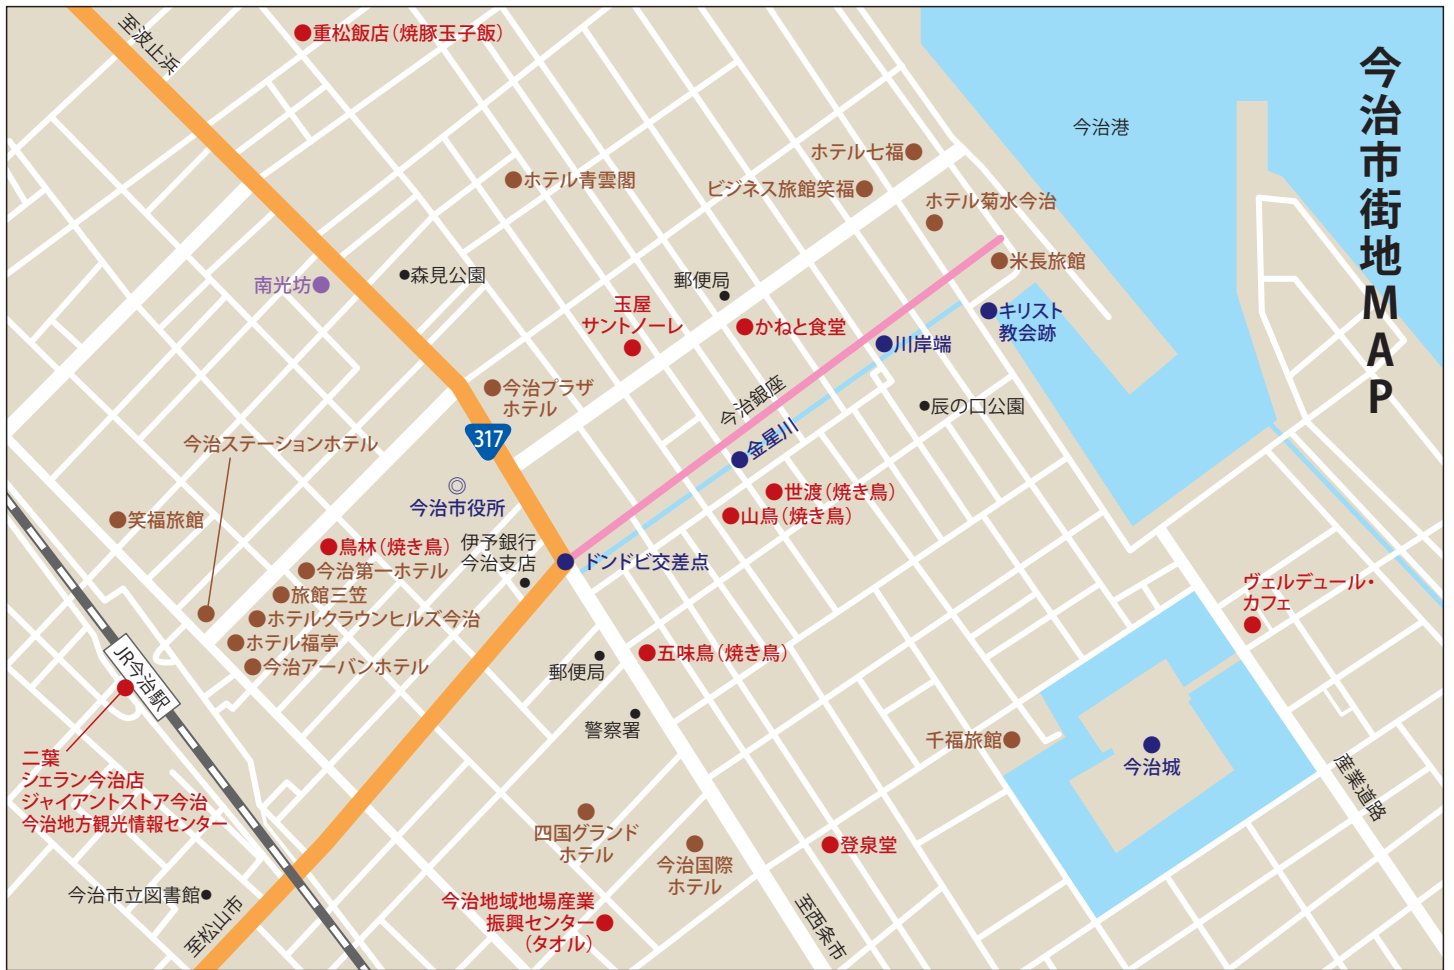 今治市街地MAP
至波止浜
重松飯店（焼豚玉子飯）
今治港
ホテル七福
ホテル青雲閣
ビジネス旅館笑福
ホテル菊水今治
米長旅館
森見公園
南光坊
郵便局
玉屋
サントノーレ
かねと食堂
キリスト
教会跡
川岸端
今治銀座
今治プラザ
ホテル
辰の口公園
317
金星川
今治ステーションホテル
今治市役所
世渡（焼き鳥）
山鳥（焼き鳥）
笑福旅館
鳥林（焼き鳥）
伊予銀行
今治支店
ドンドビ交差点
今治第一ホテル
旅館三笠
ホテルクラウンヒルズ今治
ホテル福亭
今治アーバンホテル
ヴェルデュール・
カフェ
五味鳥（焼き鳥）
郵便局
JR今治駅
警察署
千福旅館
今治城
二葉
シェラン今治店
ジャイアントストア今治
今治地方観光情報センター
産業道路
四国グランド
ホテル
今治国際
ホテル
登泉堂
今治市立図書館
今治地域地場産業
振興センター
（タオル）
至松山市
至西条市